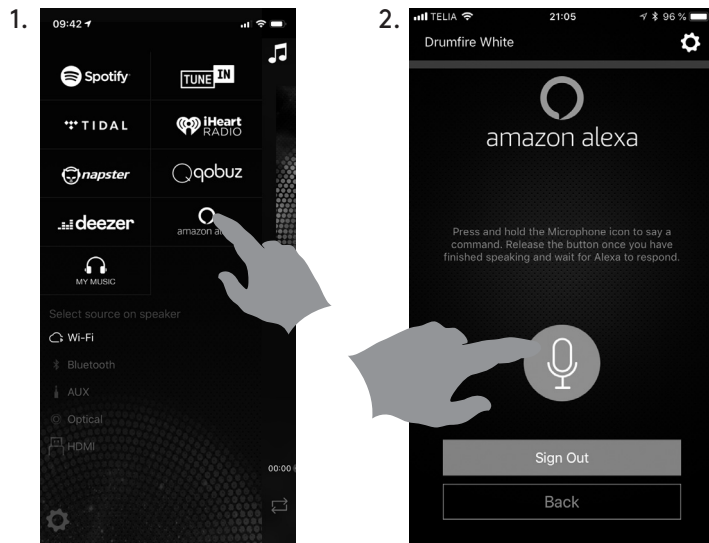 1.
09:42
Spotify
TUNE IN
TIDAL
iHeart
RADIO
napster
qobuz
deezer
amazon al
MY MUSIC
Select source on speaker
Wi-Fi
Bluetooth
AUX
Optical
HDMI
00:00
2.
TELIA 21:05 96 %
Drumfire White
amazon alexa
Press and hold the Microphone icon to say a
command. Release the button once you have
finished speaking and wait for Alexa to respond.
Sign Out
Back